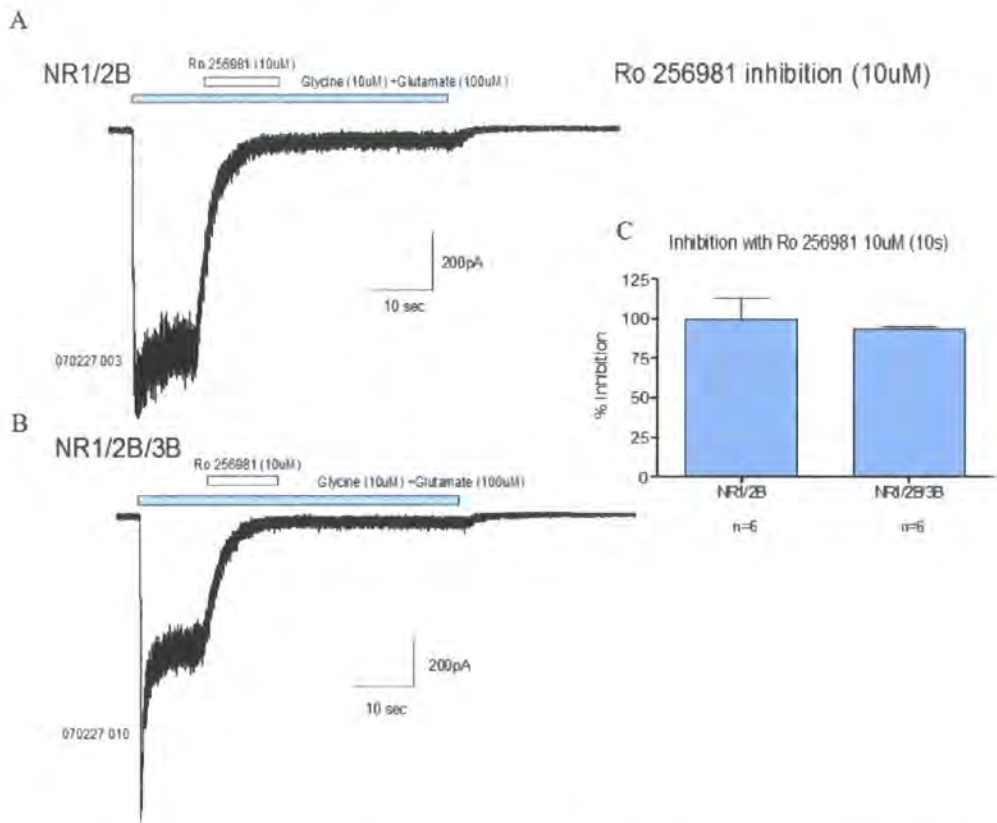 A
NR1/2B
Ro 256981 (10uM)
Glycine (10uM) +Glutamate (100uM)
Ro 256981 inhibition (10uM)
200pA
10 sec
070227 003
C
Inhibition with Ro 256981 10uM (10s)
% Inhibition
125
100
75
50
25
0
NR1/2B
NR1/2B/3B
n=6
n=6
B
NR1/2B/3B
Ro 256981 (10uM)
Glycine (10uM) +Glutamate (100uM)
200pA
10 sec
070227 010